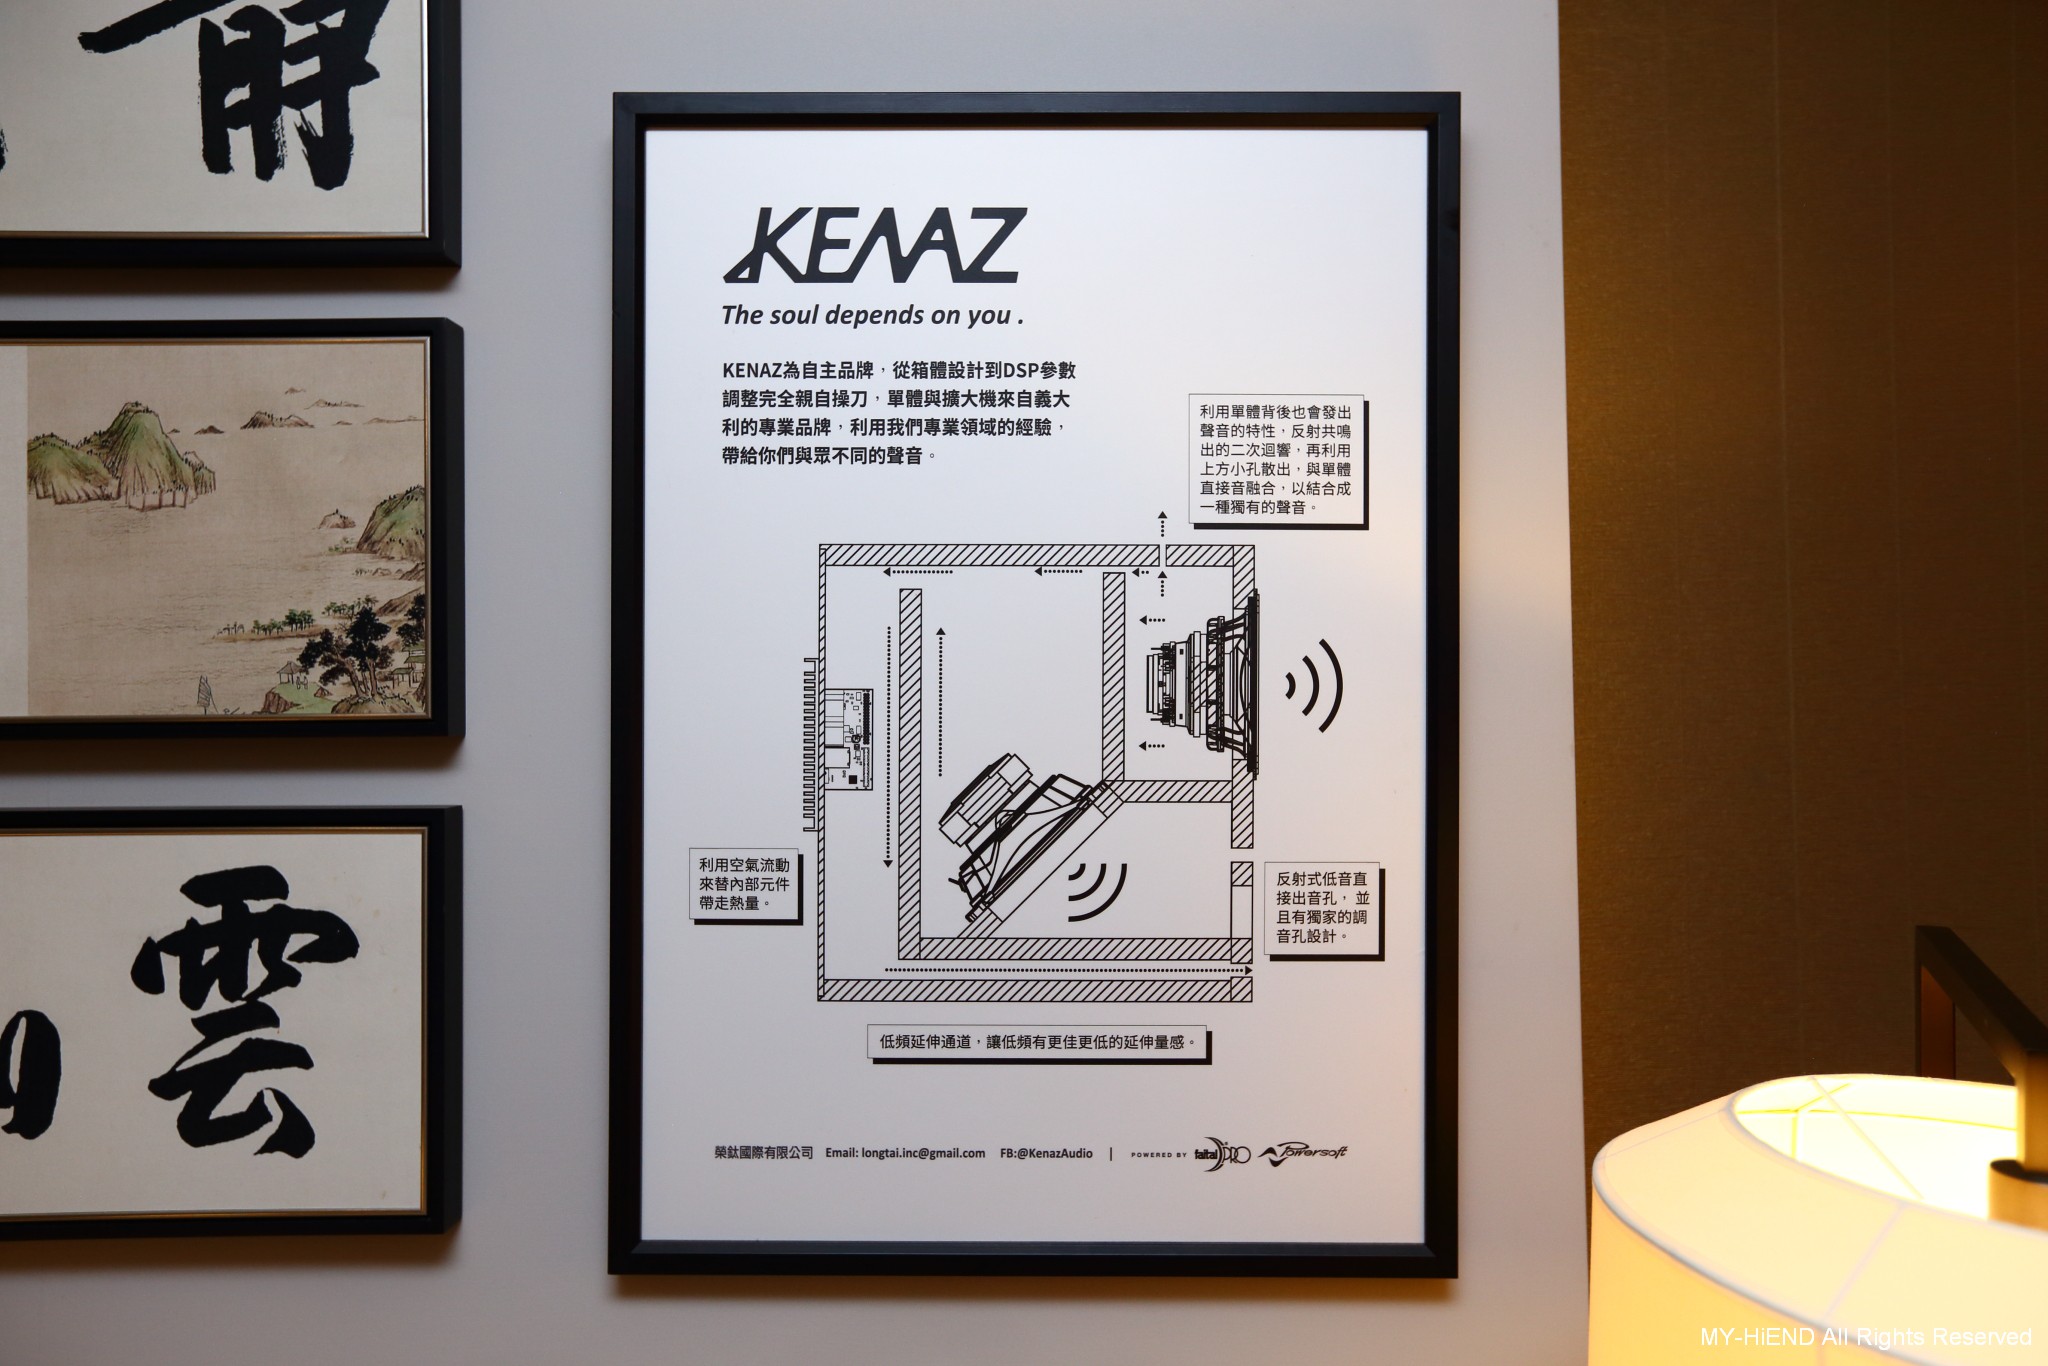 KENAZ
The soul depends on you .
KENAZ為自主品牌，從箱體設計到DSP參數
調整完全親自操刀，單體與擴大機來自義大
利的專業品牌，利用我們專業領域的經驗，
帶給你們與眾不同的聲音。
利用單體背後也會發出
聲音的特性，反射共鳴
出的二次迴響，再利用
上方小孔散出，與單體
直接音融合，以結合成
一種獨有的聲音。
利用空氣流動
來替內部元件
帶走熱量。
反射式低音直
接出音孔， 並
且有獨家的調
音孔設計。
低頻延伸通道，讓低頻有更佳更低的延伸量感。
榮鈦國際有限公司 Email: longtai.inc@gmail.com FB:@KenazAudio | POWERED BY faital PRO Powersoft
雲
MY-HiEND All Rights Reserved